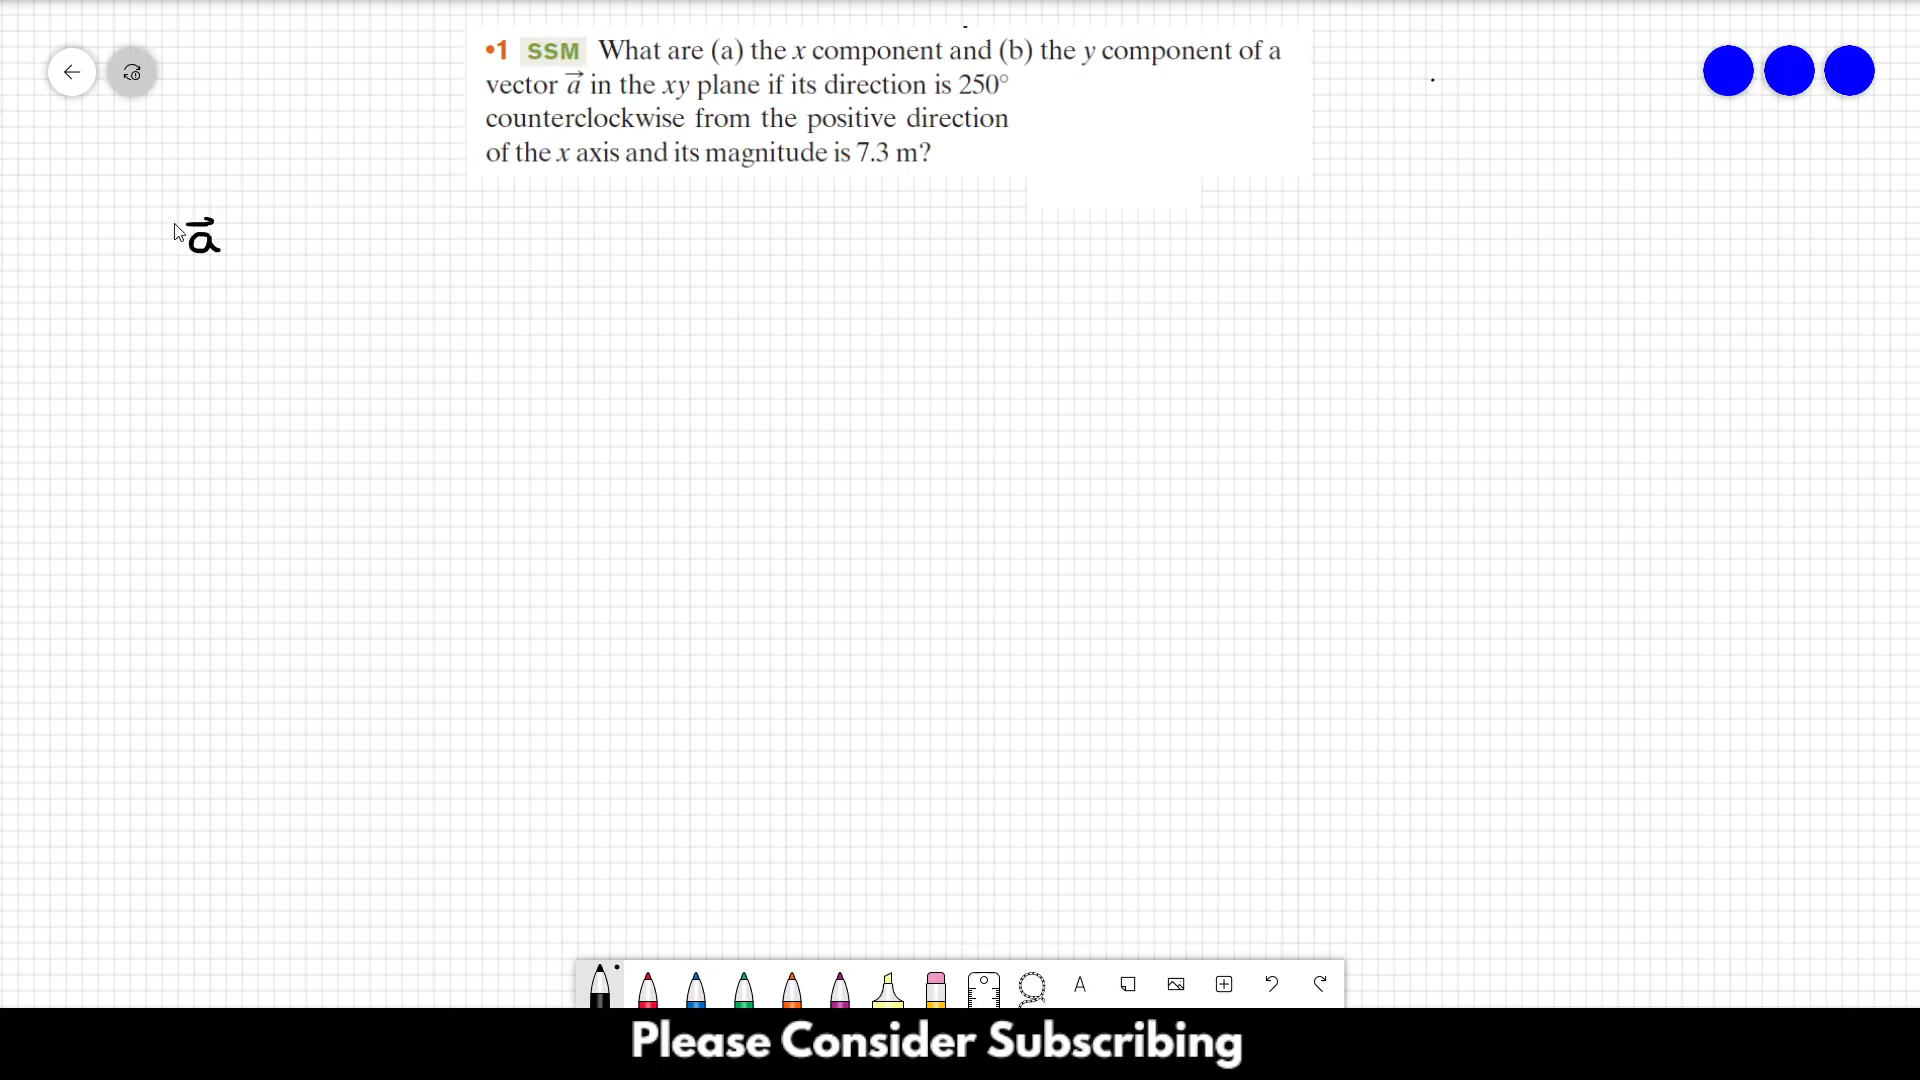 •1 SSM What are (a) the x component and (b) the y component of a
vector a⃗ in the xy plane if its direction is 250°
counterclockwise from the positive direction
of the x axis and its magnitude is 7.3 m?
a⃗
A
Please Consider Subscribing